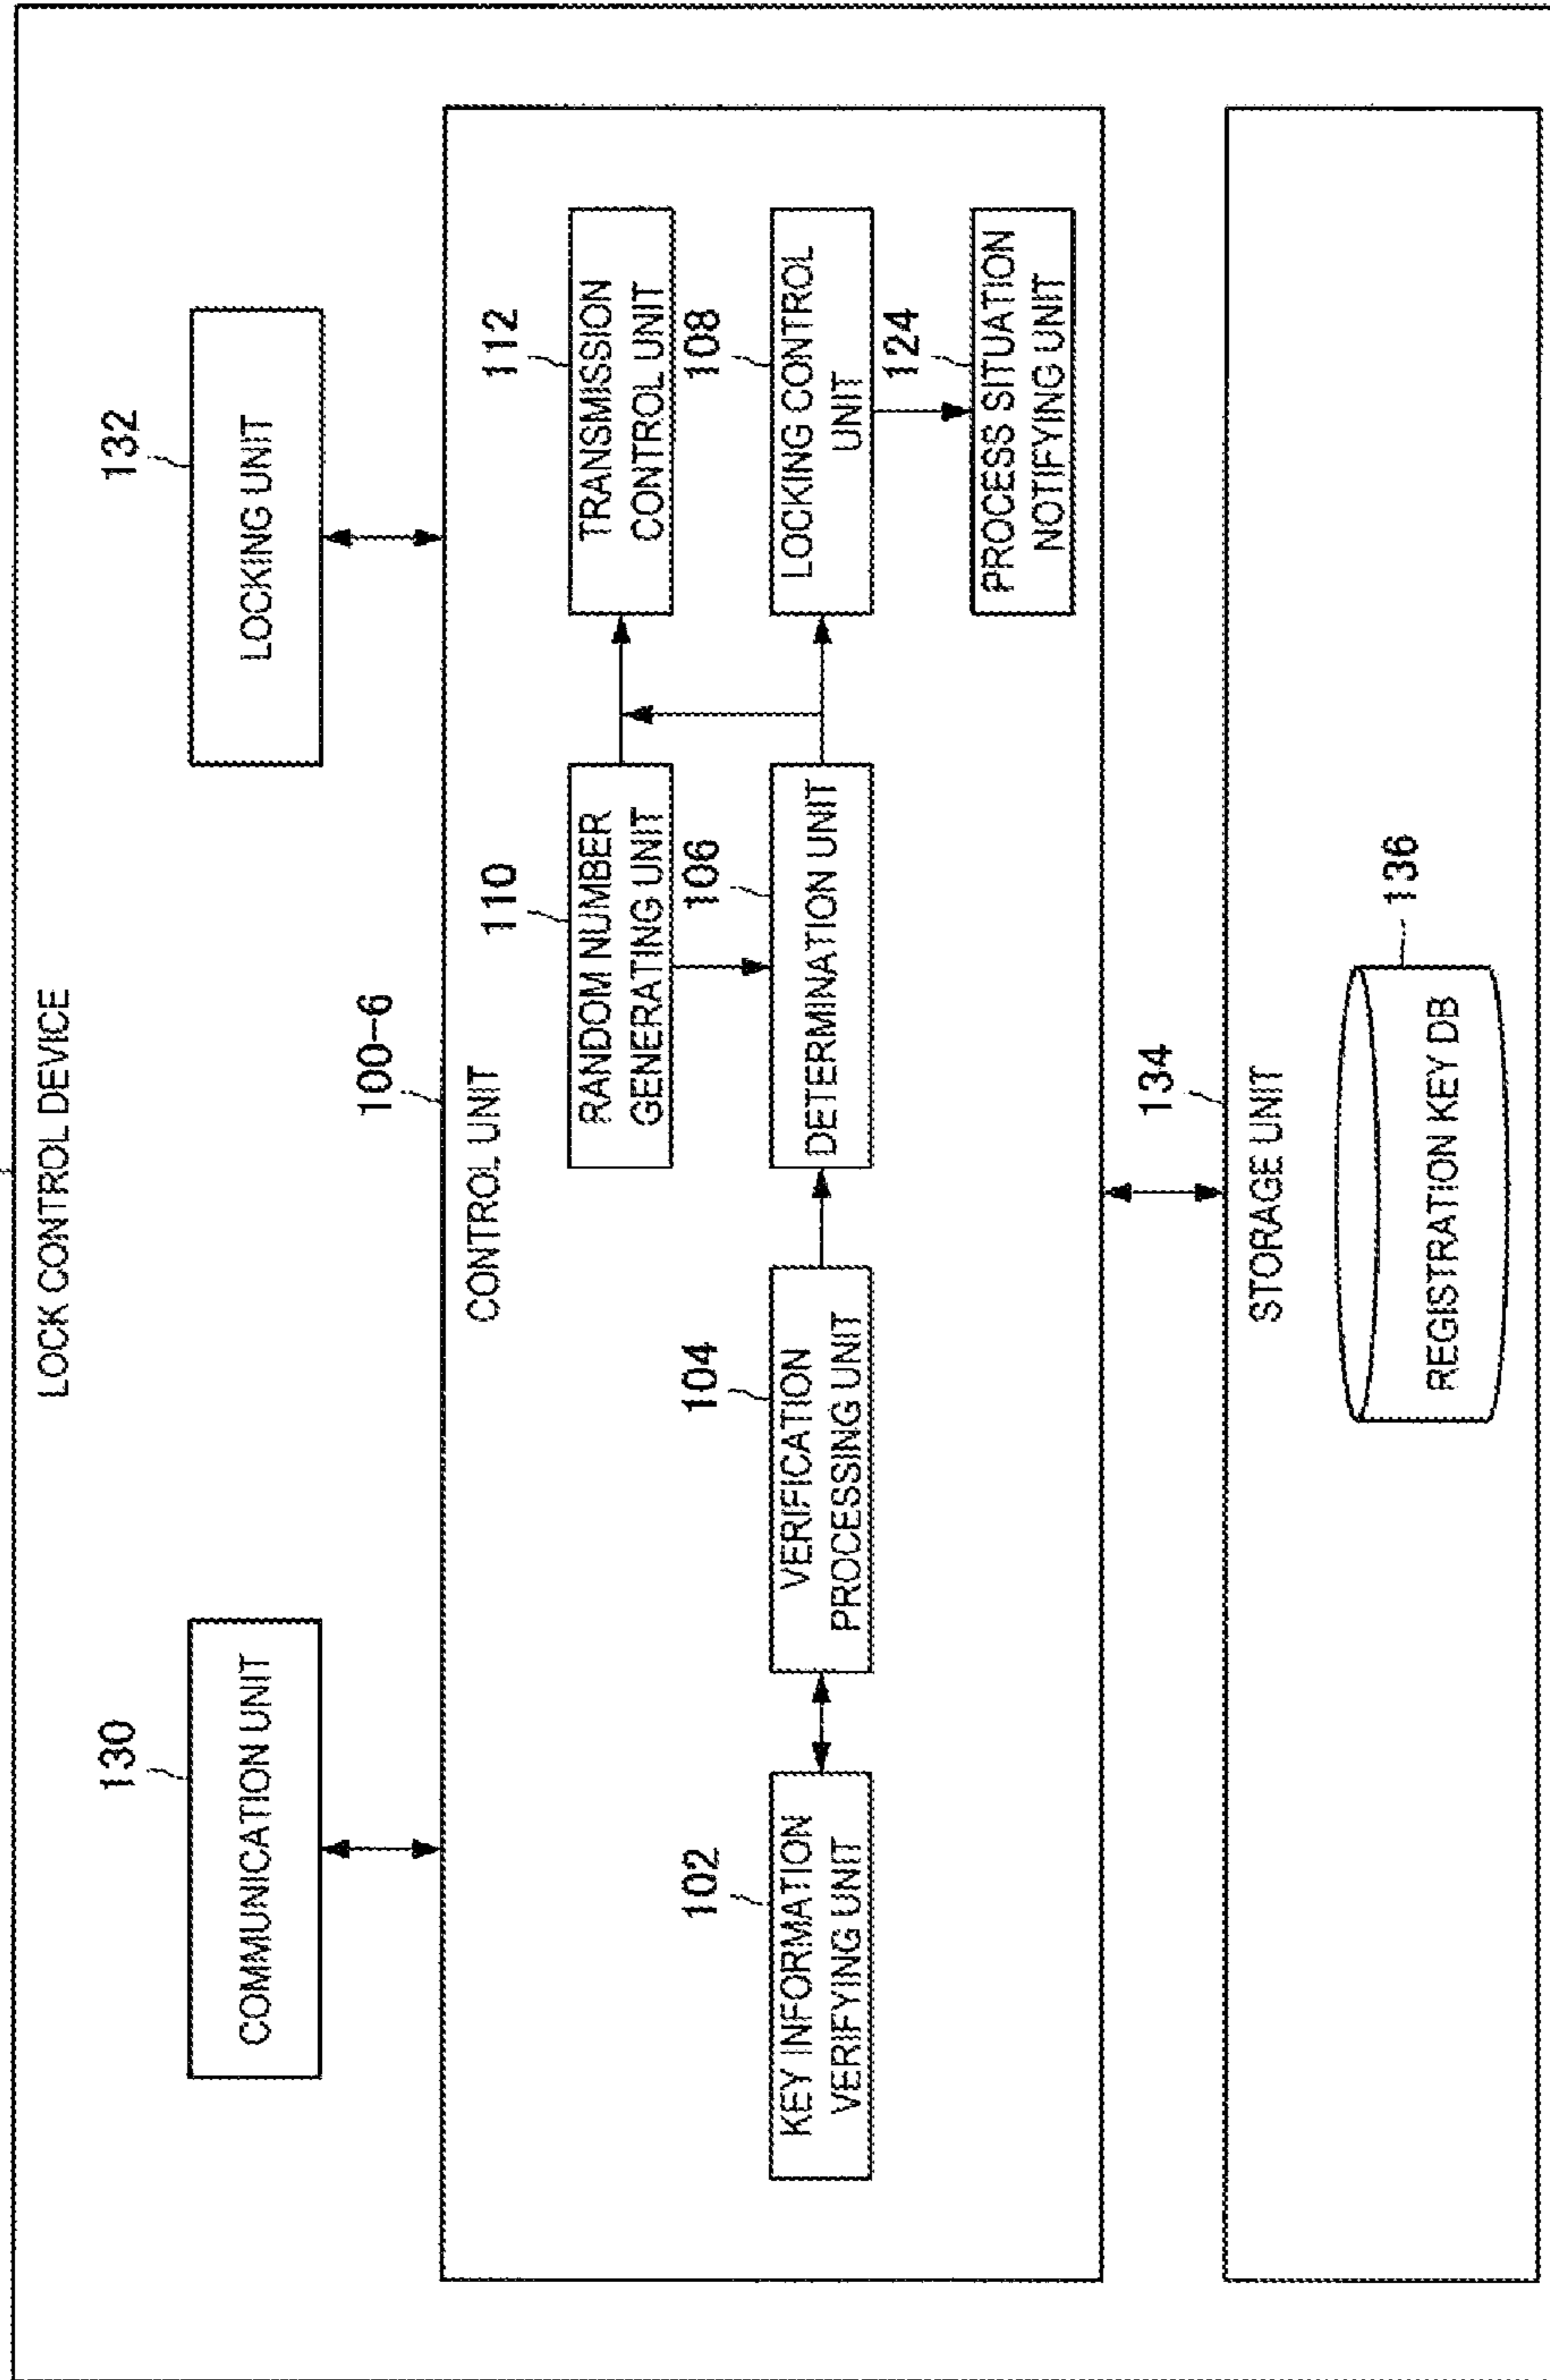 LOCK CONTROL DEVICE
130
COMMUNICATION UNIT
132
LOCKING UNIT
100-6
CONTROL UNIT
110
RANDOM NUMBER
GENERATING UNIT
112
TRANSMISSION
CONTROL UNIT
102
KEY INFORMATION
VERIFYING UNIT
104
VERIFICATION
PROCESSING UNIT
106
DETERMINATION UNIT
108
LOCKING CONTROL
UNIT
124
PROCESS SITUATION
NOTIFYING UNIT
134
STORAGE UNIT
136
REGISTRATION KEY DB